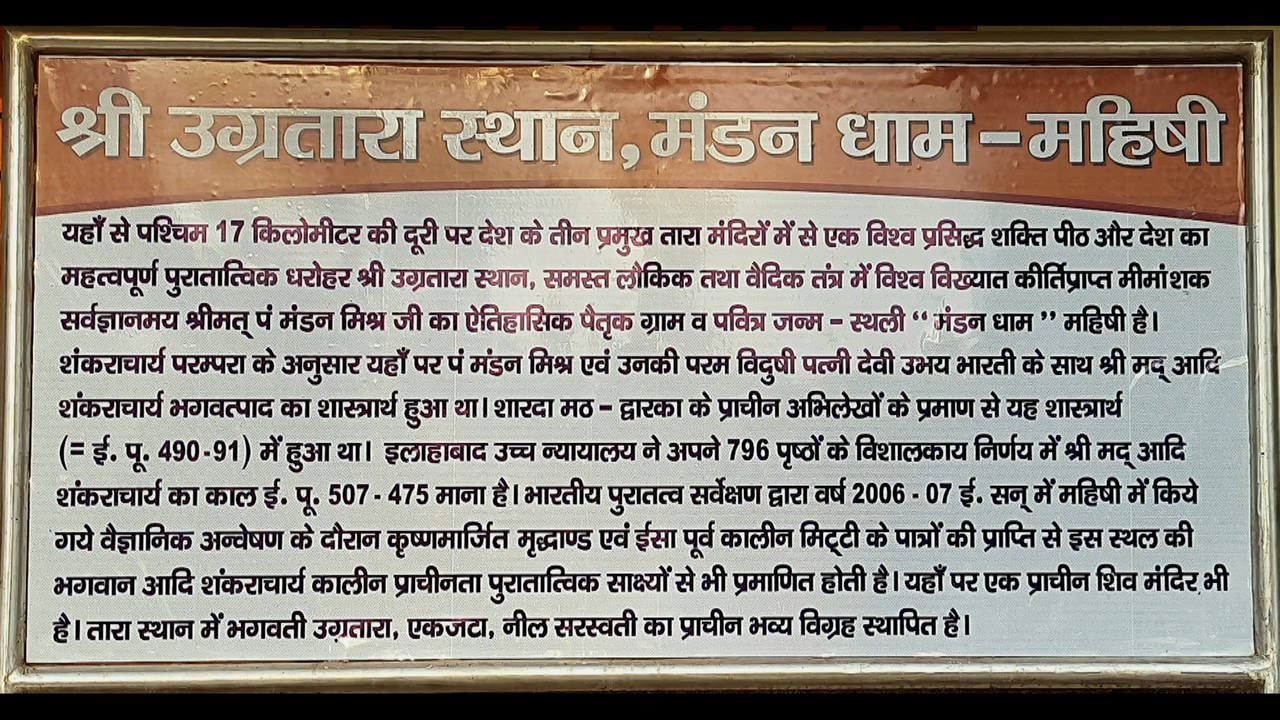 श्री उग्रतारा स्थान, मंडन धाम – महिषी
यहाँ से पश्चिम 17 किलोमीटर की दूरी पर देश के तीन प्रमुख तारा मंदिरों में से एक विश्व प्रसिद्ध शक्ति पीठ और देश का
महत्वपूर्ण पुरातात्विक धरोहर श्री उग्रतारा स्थान, समस्त लौकिक तथा वैदिक तंत्र में विश्व विख्यात कीर्तिप्राप्त मीमांशक
सर्वज्ञानमय श्रीमत् पं मंडन मिश्र जी का ऐतिहासिक पैतृक ग्राम व पवित्र जन्म – स्थली “ मंडन धाम ” महिषी है।
शंकराचार्य परम्परा के अनुसार यहाँ पर पं मंडन मिश्र एवं उनकी परम विदुषी पत्नी देवी उभय भारती के साथ श्री मद् आदि
शंकराचार्य भगवत्पाद का शास्त्रार्थ हुआ था। शारदा मठ – द्वारका के प्राचीन अभिलेखों के प्रमाण से यह शास्त्रार्थ
(= ई. पू. 490-91) में हुआ था। इलाहाबाद उच्च न्यायालय ने अपने 796 पृष्ठों के विशालकाय निर्णय में श्री मद् आदि
शंकराचार्य का काल ई. पू. 507 - 475 माना है। भारतीय पुरातत्व सर्वेक्षण द्वारा वर्ष 2006 - 07 ई. सन् में महिषी में किये
गये वैज्ञानिक अन्वेषण के दौरान कृष्णमार्जित मृद्भाण्ड एवं ईसा पूर्व कालीन मिट्टी के पात्रों की प्राप्ति से इस स्थल की
भगवान आदि शंकराचार्य कालीन प्राचीनता पुरातात्विक साक्ष्यों से भी प्रमाणित होती है। यहाँ पर एक प्राचीन शिव मंदिर भी
है। तारा स्थान में भगवती उग्रतारा, एकजटा, नील सरस्वती का प्राचीन भव्य विग्रह स्थापित है।